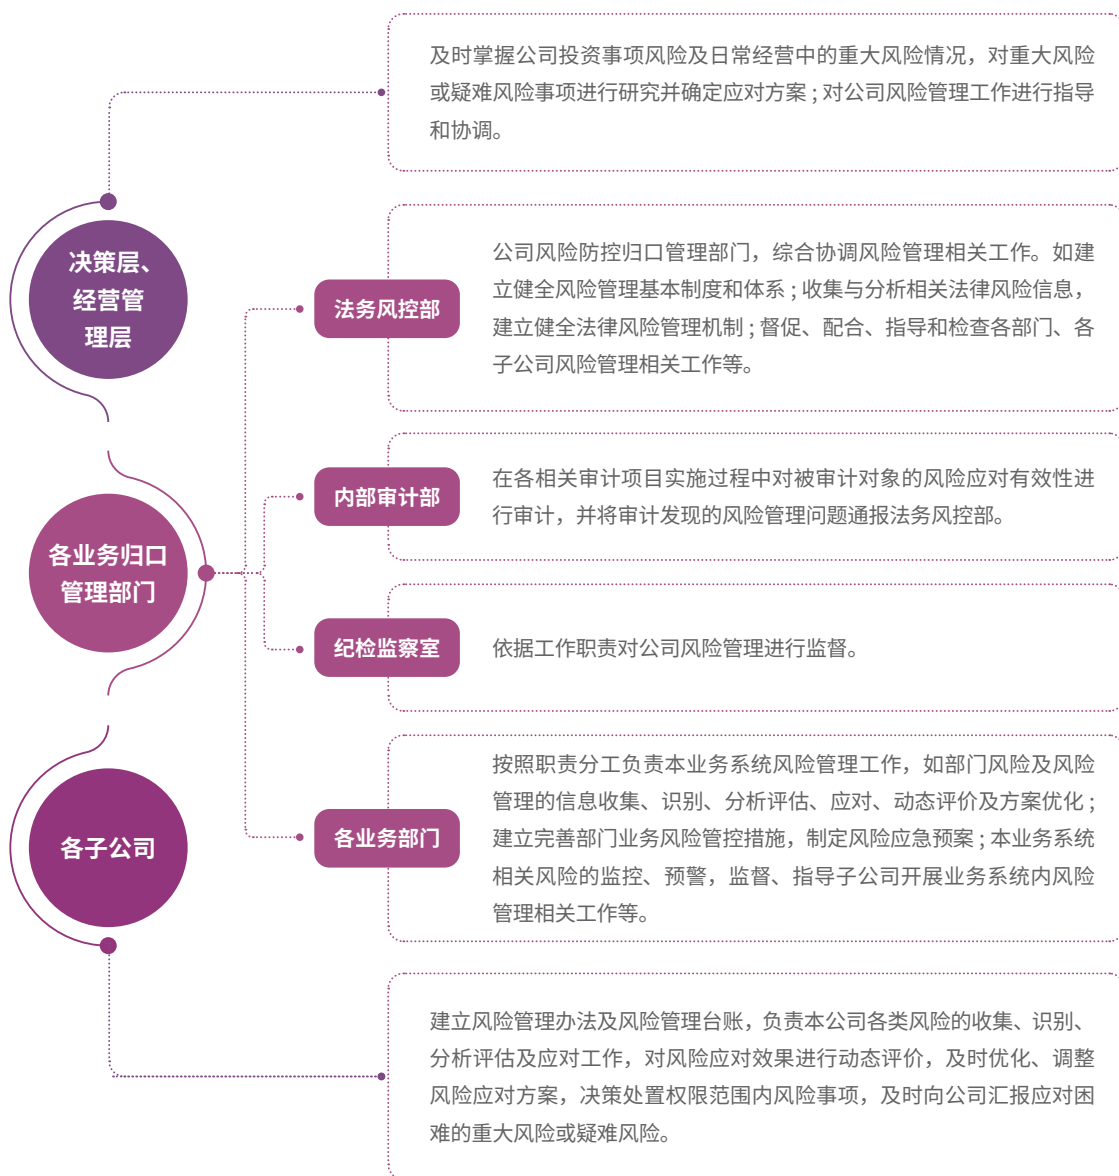 及时掌握公司投资事项风险及日常经营中的重大风险情况，对重大风险
或疑难风险事项进行研究并确定应对方案；对公司风险管理工作进行指导
和协调。
决策层、
经营管
理层
法务风控部
公司风险防控归口管理部门，综合协调风险管理相关工作。如建
立健全风险管理基本制度和体系；收集与分析相关法律风险信息，
建立健全法律风险管理机制；督促、配合、指导和检查各部门、各
子公司风险管理相关工作等。
内部审计部
在各相关审计项目实施过程中对被审计对象的风险应对有效性进
行审计，并将审计发现的风险管理问题通报法务风控部。
各业务归口
管理部门
纪检监察室
依据工作职责对公司风险管理进行监督。
各业务部门
按照职责分工负责本业务系统风险管理工作，如部门风险及风险
管理的信息收集、识别、分析评估、应对、动态评价及方案优化；
建立完善部门业务风险管控措施，制定风险应急预案；本业务系统
相关风险的监控、预警，监督、指导子公司开展业务系统内风险
管理相关工作等。
各子公司
建立风险管理办法及风险管理台账，负责本公司各类风险的收集、识别、
分析评估及应对工作，对风险应对效果进行动态评价，及时优化、调整
风险应对方案，决策处置权限范围内风险事项，及时向公司汇报应对困
难的重大风险或疑难风险。